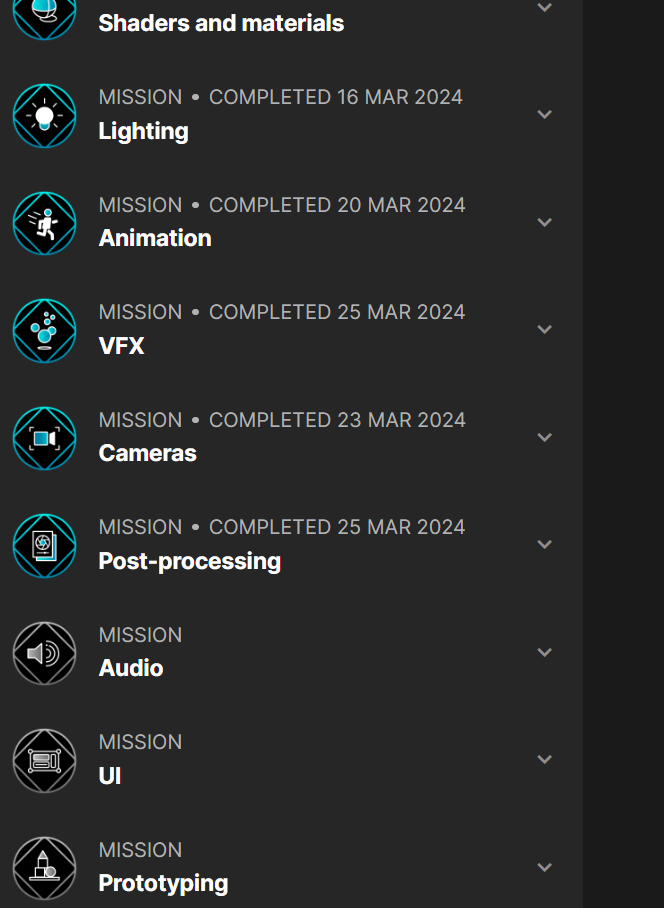 Shaders and materials
MISSION • COMPLETED 16 MAR 2024
Lighting
MISSION • COMPLETED 20 MAR 2024
Animation
MISSION • COMPLETED 25 MAR 2024
VFX
MISSION • COMPLETED 23 MAR 2024
Cameras
MISSION • COMPLETED 25 MAR 2024
Post-processing
MISSION
Audio
MISSION
UI
MISSION
Prototyping